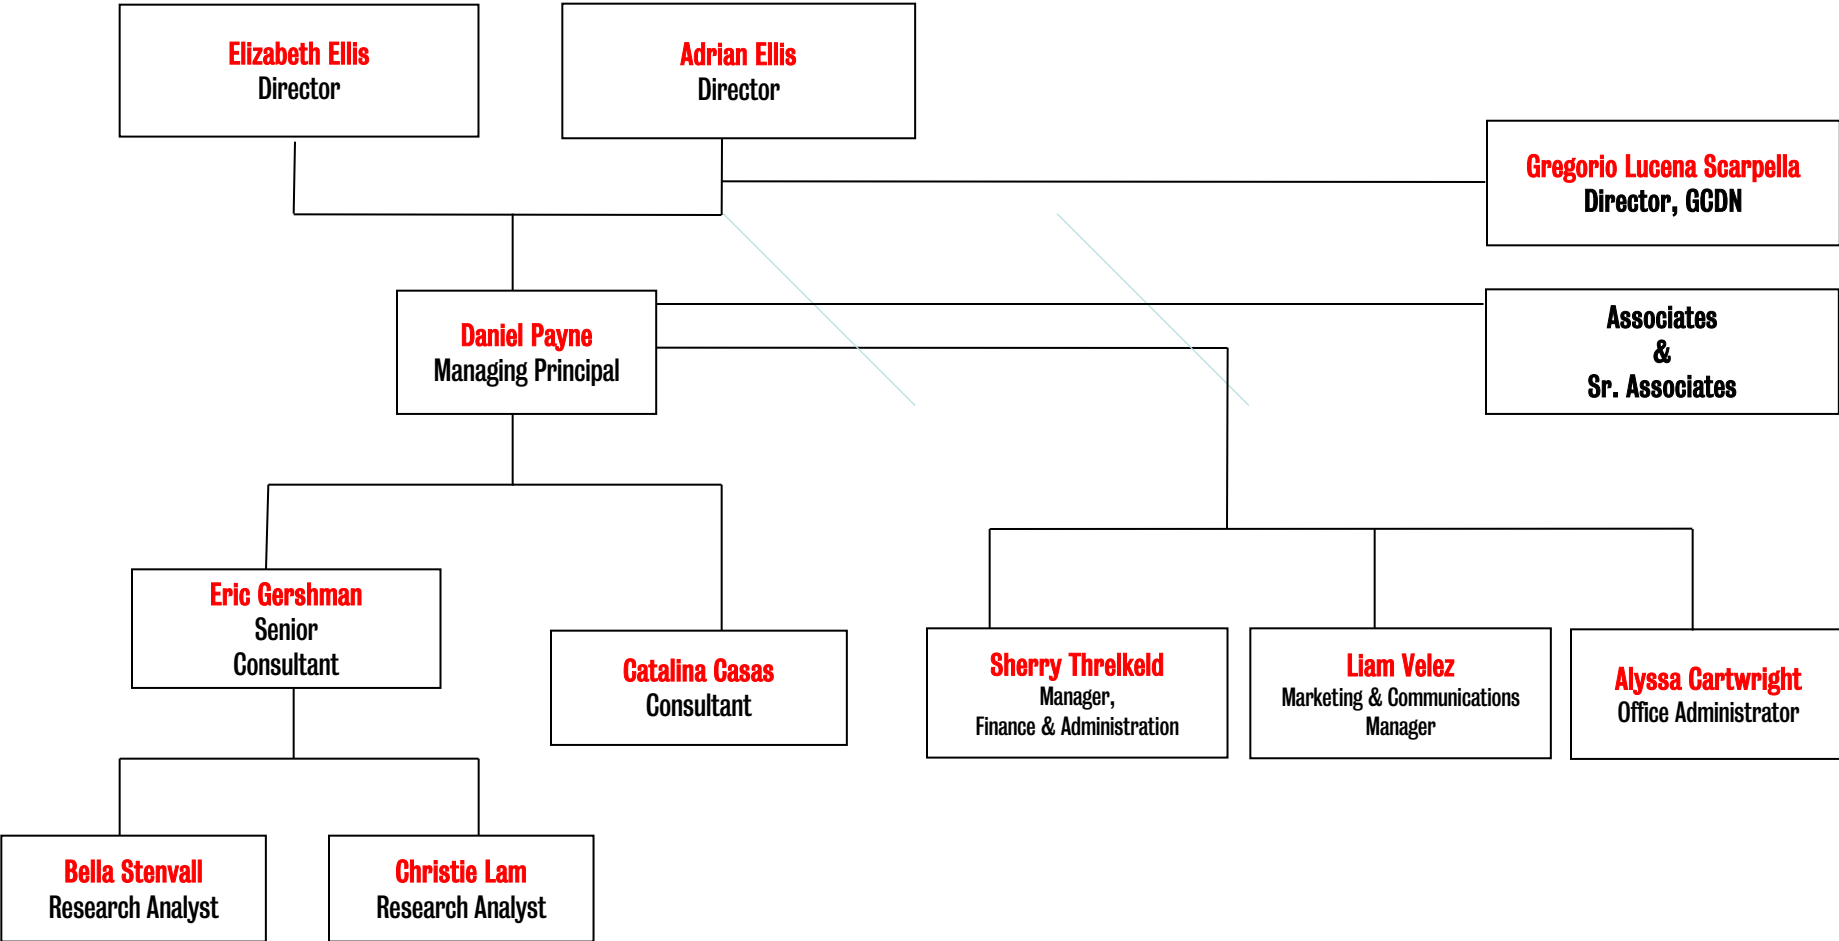 Elizabeth Ellis
Director
Adrian Ellis
Director
Gregorio Lucena Scarpella
Director, GCDN
Daniel Payne
Managing Principal
Associates
&
Sr. Associates
Eric Gershman
Senior
Consultant
Catalina Casas
Consultant
Sherry Threlkeld
Manager,
Finance & Administration
Liam Velez
Marketing & Communications
Manager
Alyssa Cartwright
Office Administrator
Bella Stenvall
Research Analyst
Christie Lam
Research Analyst